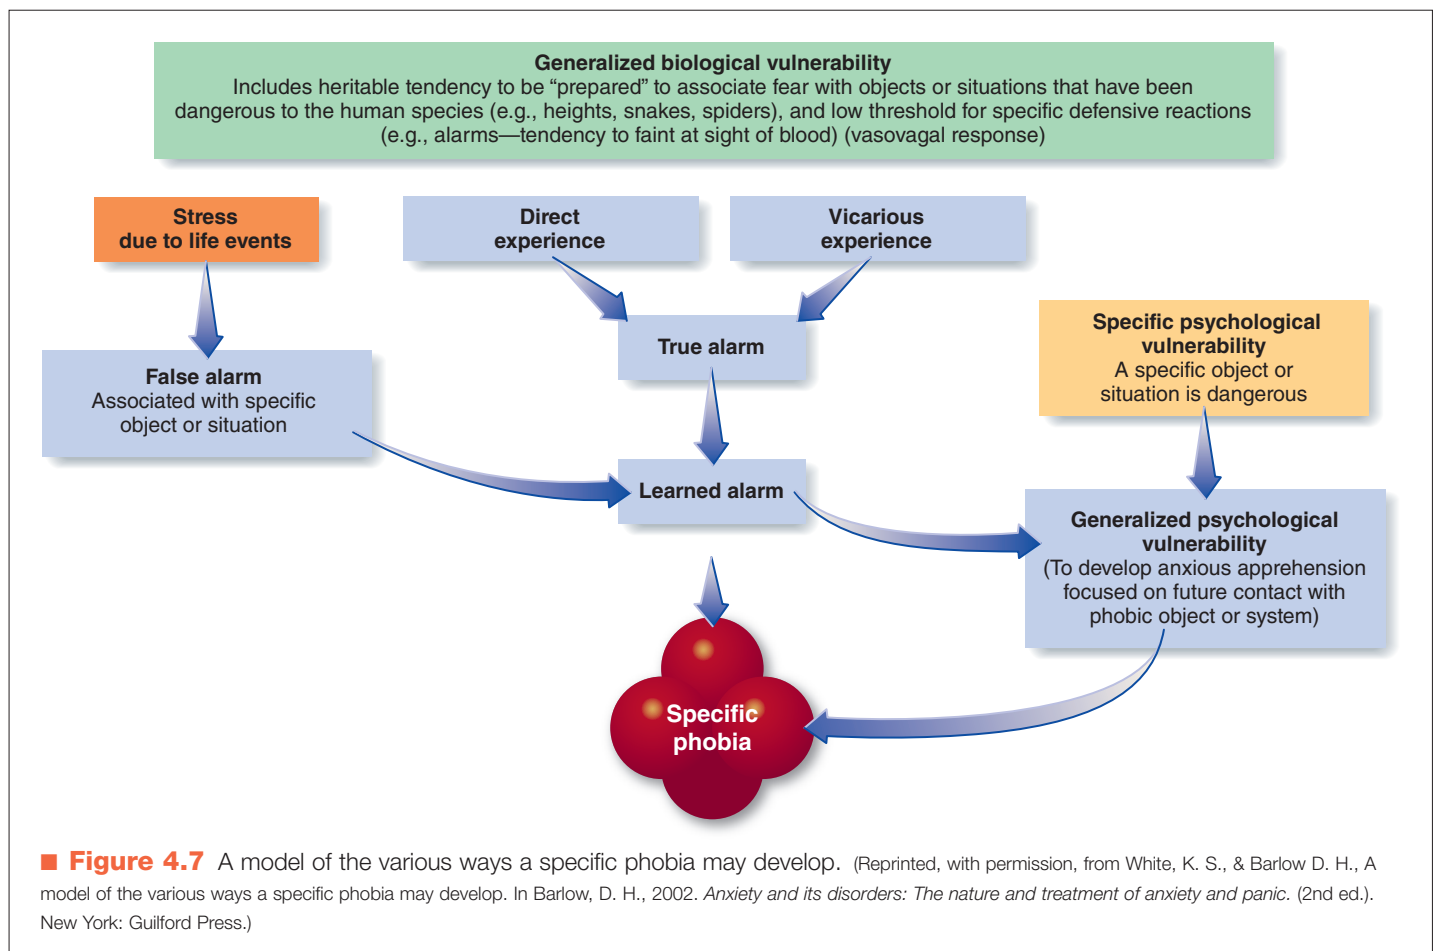 Generalized biological vulnerability
Includes heritable tendency to be “prepared” to associate fear with objects or situations that have been
dangerous to the human species (e.g., heights, snakes, spiders), and low threshold for specific defensive reactions
(e.g., alarms—tendency to faint at sight of blood) (vasovagal response)
Stress
due to life events
Direct
experience
Vicarious
experience
True alarm
Specific psychological
vulnerability
A specific object or
situation is dangerous
False alarm
Associated with specific
object or situation
Learned alarm
Generalized psychological
vulnerability
(To develop anxious apprehension
focused on future contact with
phobic object or system)
Specific
phobia
■ Figure 4.7 A model of the various ways a specific phobia may develop. (Reprinted, with permission, from White, K. S., & Barlow D. H., A
model of the various ways a specific phobia may develop. In Barlow, D. H., 2002. Anxiety and its disorders: The nature and treatment of anxiety and panic. (2nd ed.).
New York: Guilford Press.)